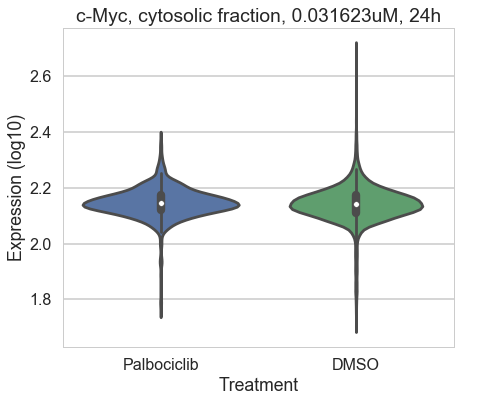 c-Myc, cytosolic fraction, 0.031623uM, 24h
2.6
2.4
2.2
2.0
1.8
Expression (log10)
Palbociclib
DMSO
Treatment